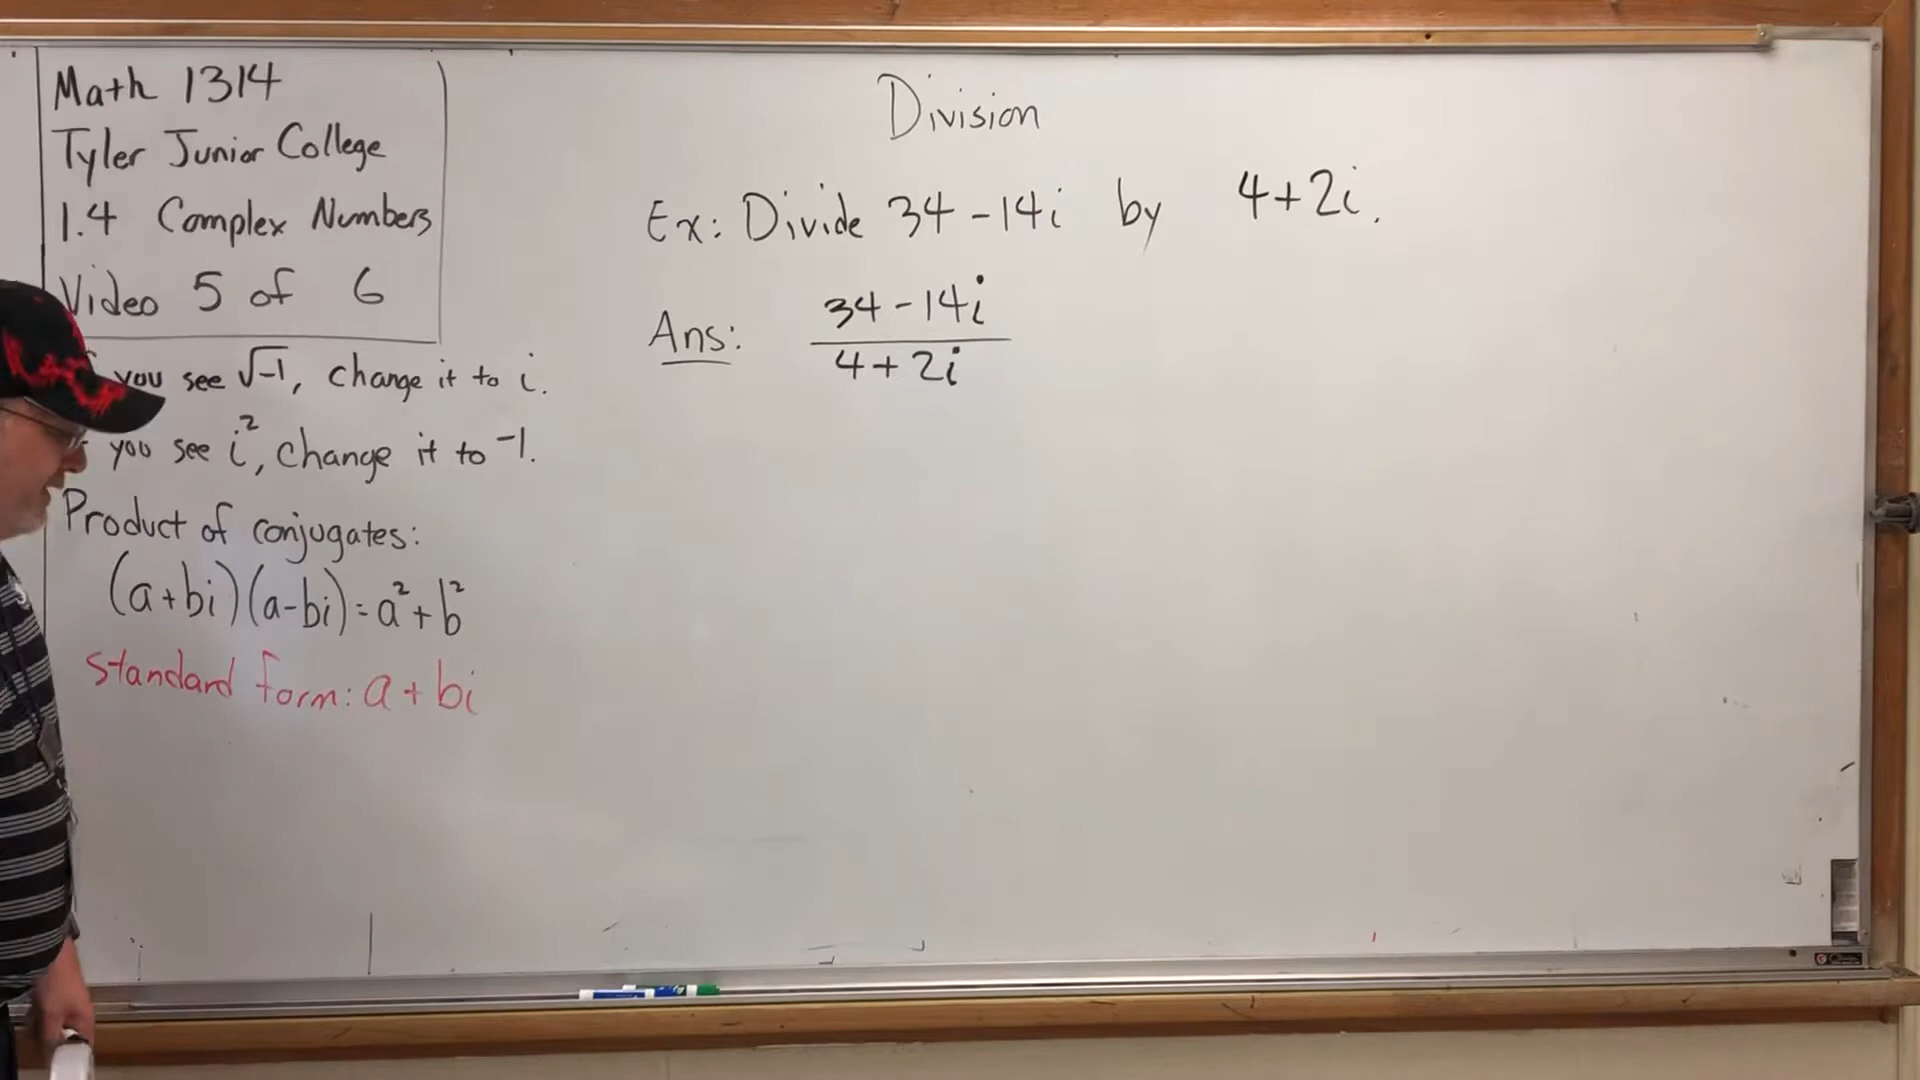 Math 1314
Tyler Junior College
1.4 Complex Numbers
Video 5 of 6
you see √-1, change it to i.
you see i², change it to -1.
Product of conjugates:
(a+bi)(a-bi)=a²+b²
standard form: a + bi
Division
Ex: Divide 34-14i by 4+2i.
Ans: 34-14i
4+2i